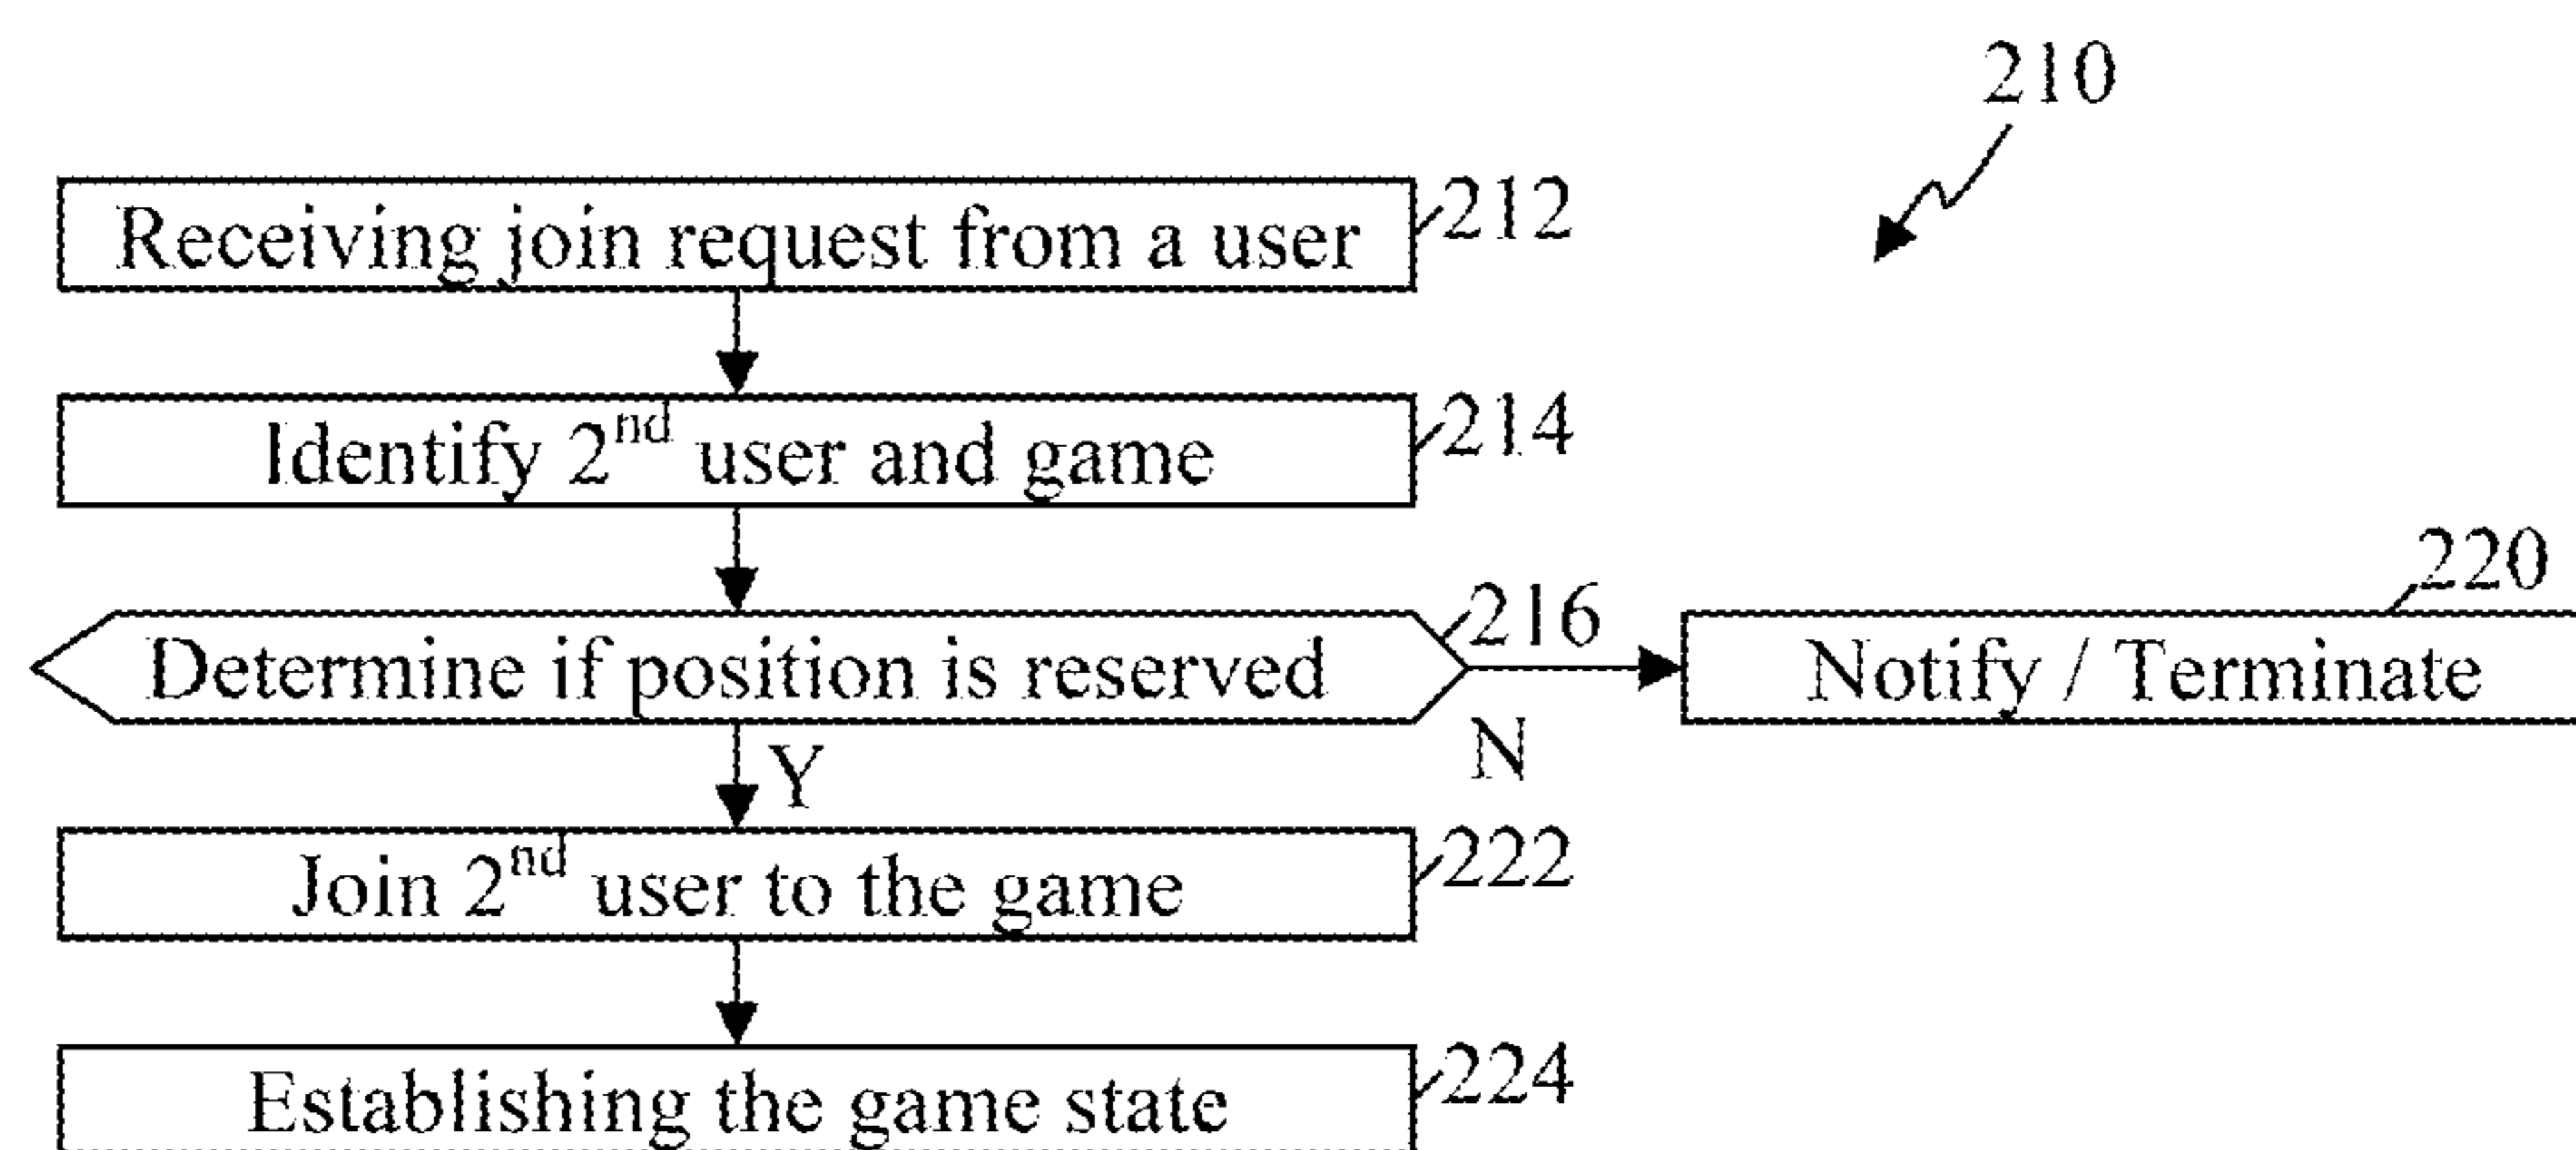 210
Receiving join request from a user
212
Identify 2nd user and game
214
220
Determine if position is reserved
216
Notify / Terminate
Y
N
Join 2nd user to the game
222
Establishing the game state
224